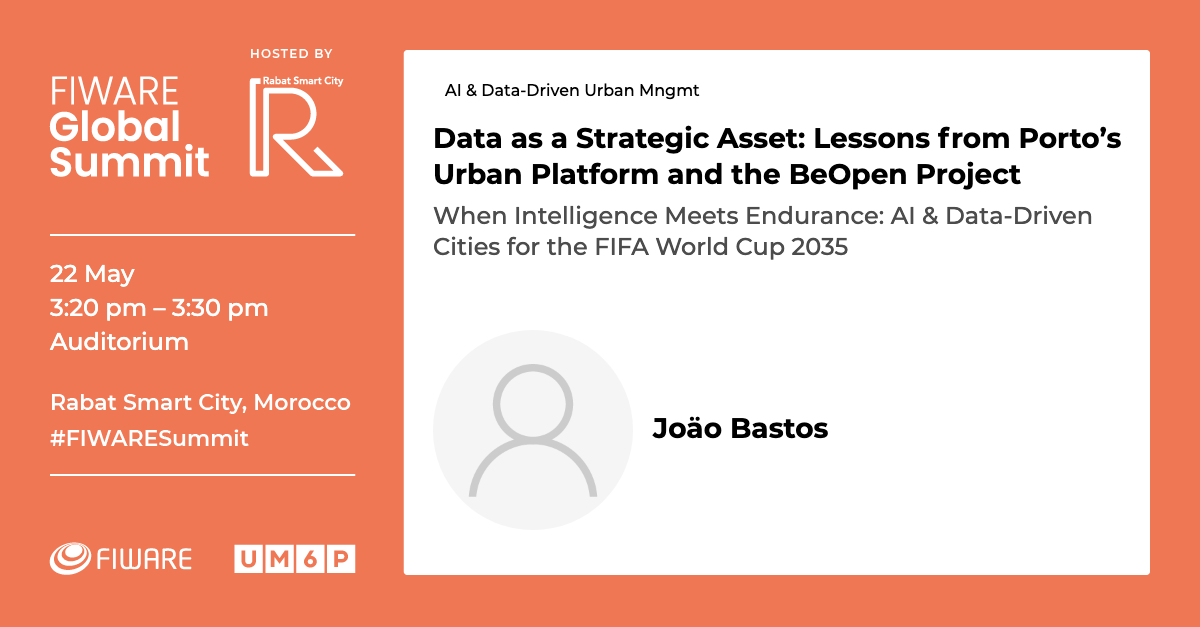 HOSTED BY
FIWARE
Global
Summit
Rabat Smart City
R
22 May
3:20 pm – 3:30 pm
Auditorium
Rabat Smart City, Morocco
#FIWARESummit
FIWARE
UM6P
AI & Data-Driven Urban Mngmt
Data as a Strategic Asset: Lessons from Porto’s
Urban Platform and the BeOpen Project
When Intelligence Meets Endurance: AI & Data-Driven
Cities for the FIFA World Cup 2035
Joäo Bastos